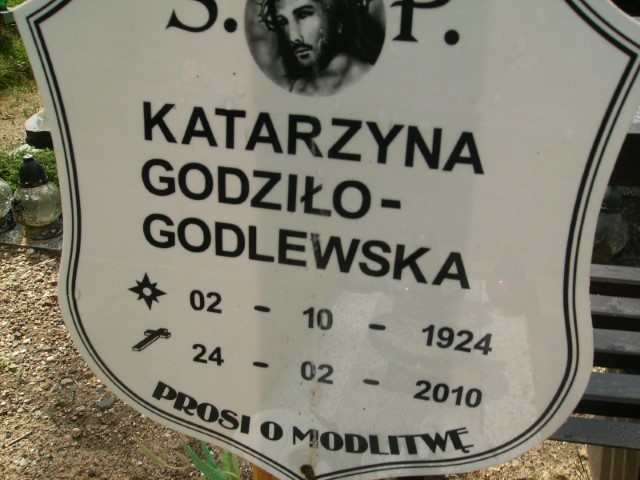 Ś. P.
KATARZYNA
GODZIŁO-
GODLEWSKA
02 - 10 - 1924
24 - 02 - 2010
PROSI O MODLITWĘ